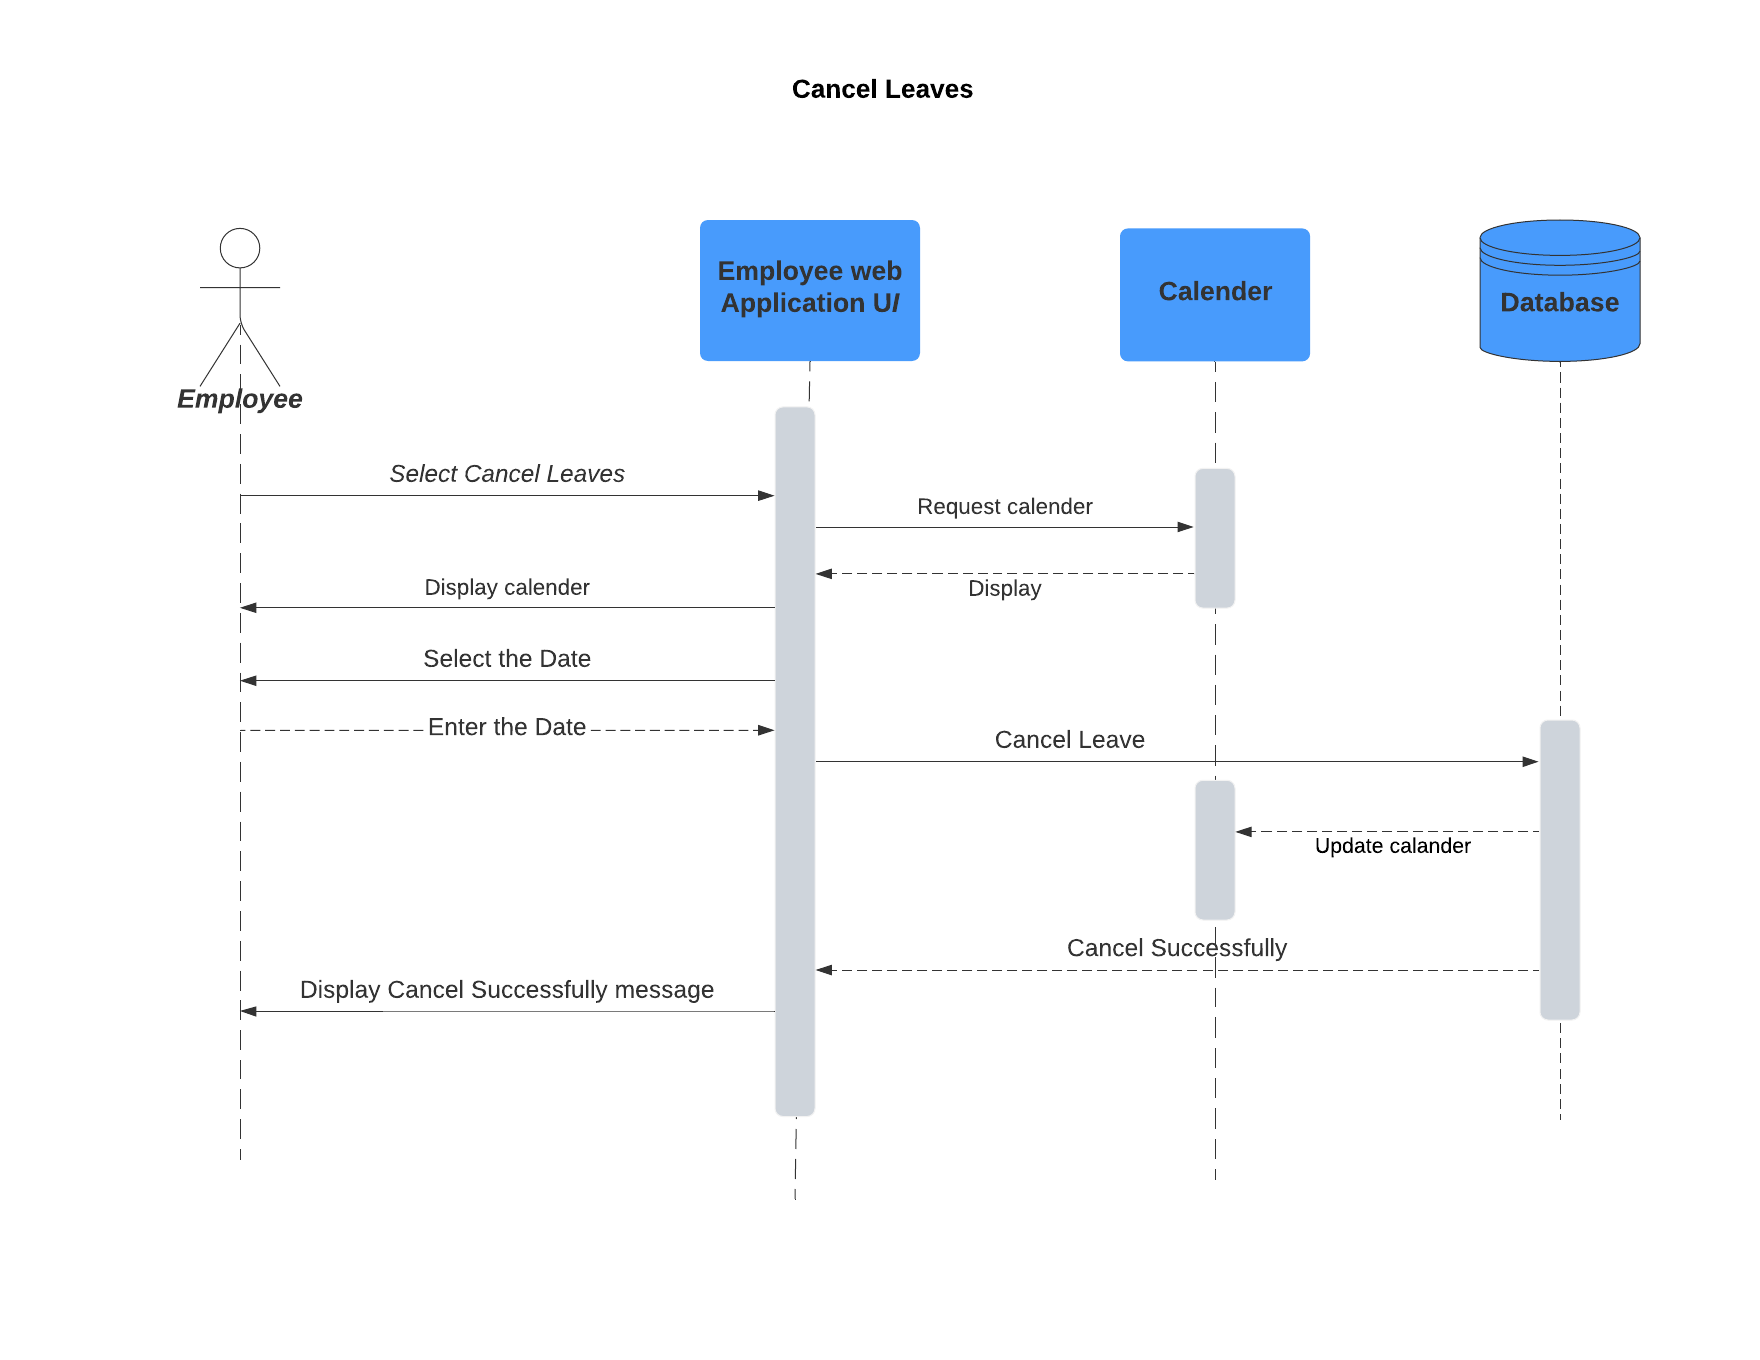 Cancel Leaves
Employee web
Application UI
Calender
Database
Employee
Select Cancel Leaves
Request calender
Display
Display calender
Select the Date
Enter the Date
Cancel Leave
Update calander
Cancel Successfully
Display Cancel Successfully message